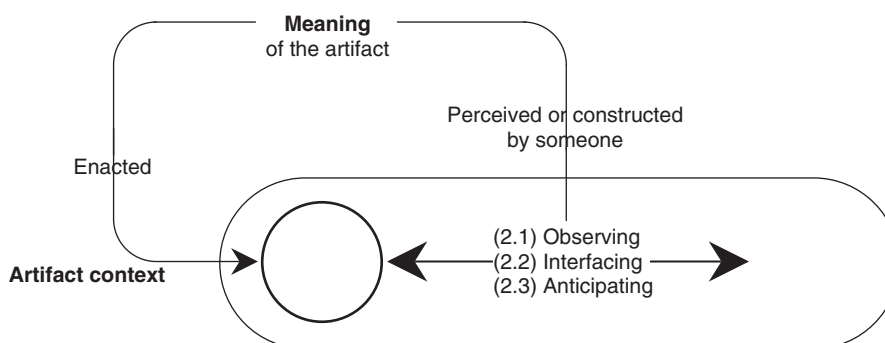 Meaning
of the artifact
Perceived or constructed
by someone
Enacted
(2.1) Observing
(2.2) Interfacing
(2.3) Anticipating
Artifact context